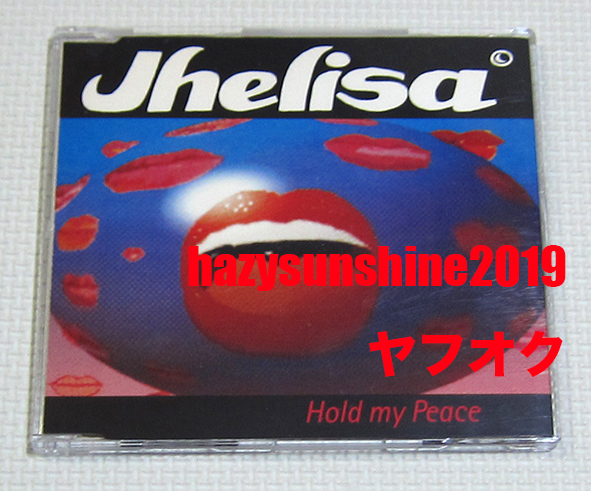 Jhelisa
hazysunshine2019
ヤフオク
Hold my Peace